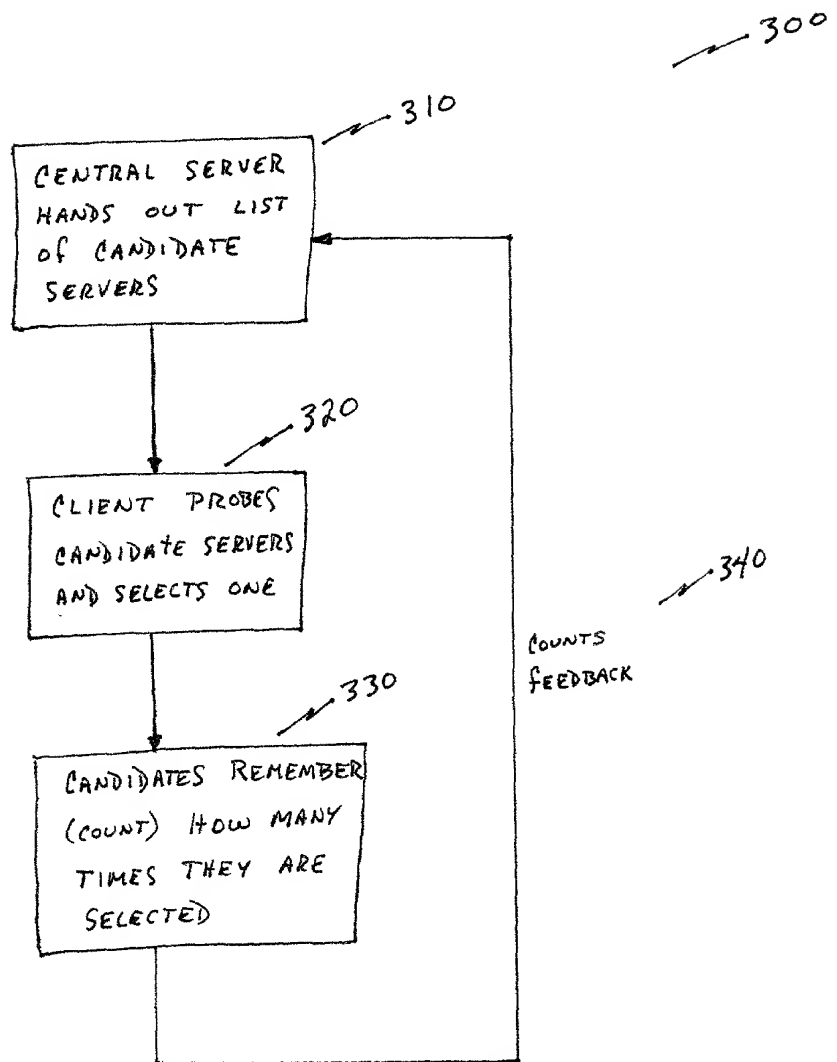 300
310
CENTRAL SERVER
HANDS OUT LIST
of CANDIDATE
SERVERS
320
CLIENT PROBES
CANDIDATE SERVERS
AND SELECTS ONE
340
COUNTS
FEEDBACK
330
CANDIDATES REMEMBER
(COUNT) HOW MANY
TIMES THEY ARE
SELECTED